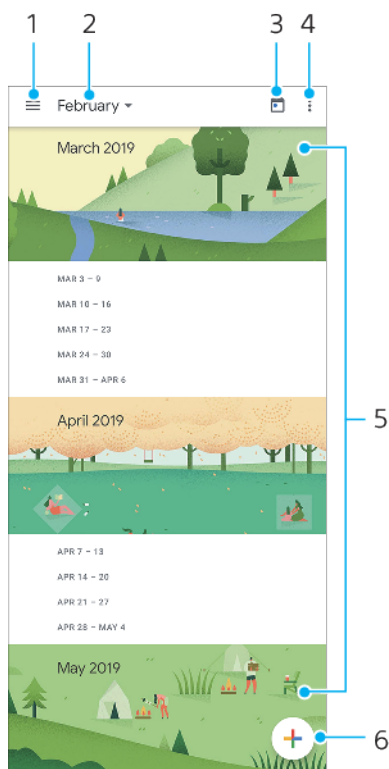 1 2 3 4
February
March 2019
MAR 3 – 9
MAR 10 – 16
MAR 17 – 23
MAR 24 – 30
MAR 31 – APR 6
April 2019
5
APR 7 – 13
APR 14 – 20
APR 21 – 27
APR 28 – MAY 4
May 2019
6